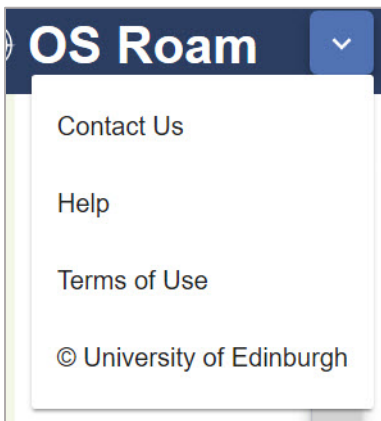 OS Roam
Contact Us
Help
Terms of Use
© University of Edinburgh